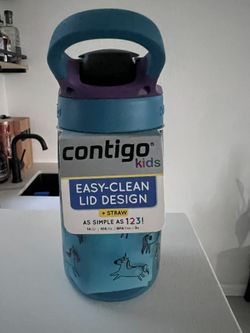 contigo
kids
EASY-CLEAN
LID DESIGN
+ STRAW
AS SIMPLE AS 123!